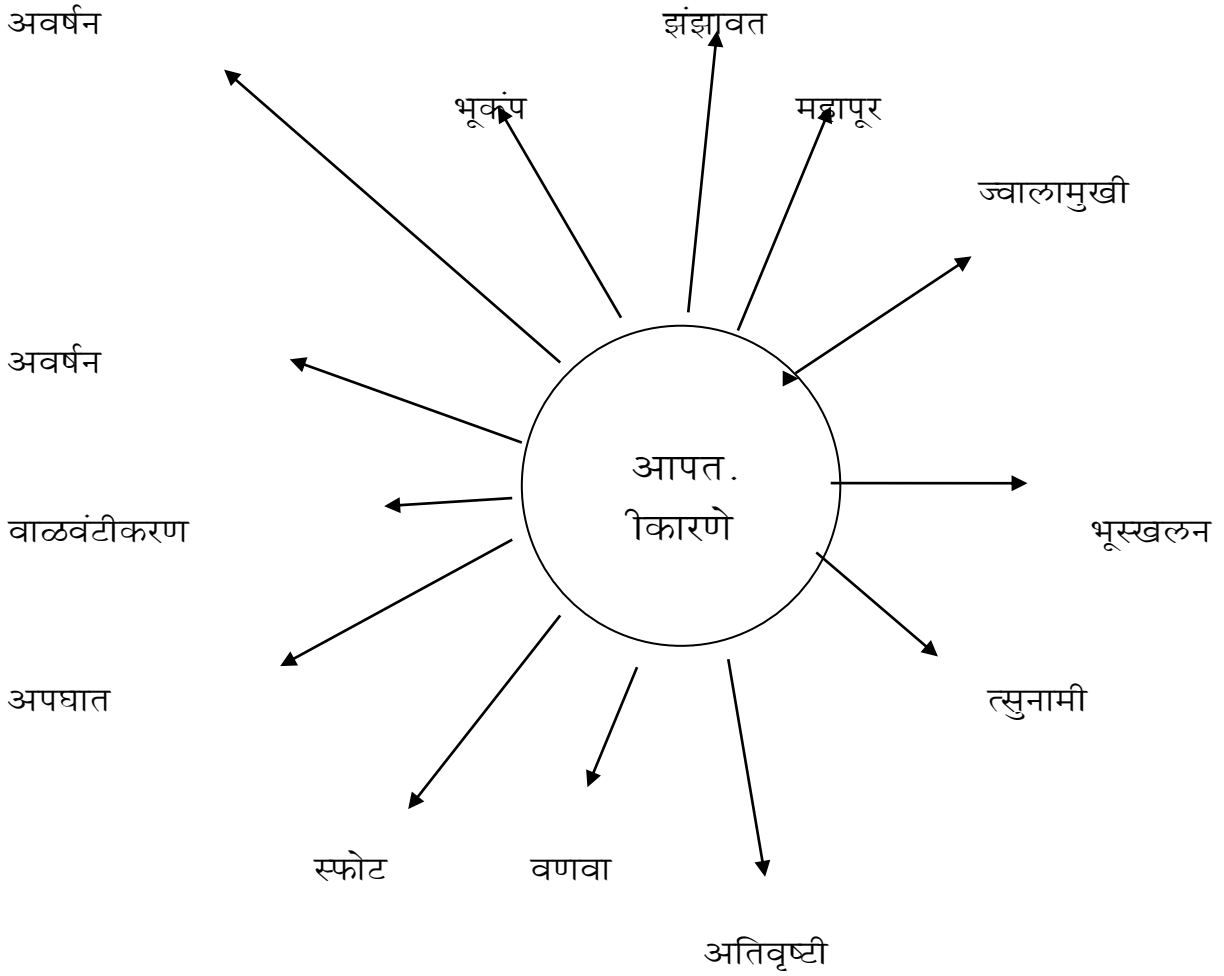 अवर्षन झंझावत
भूकंप महापूर
ज्वालामुखी
अवर्षन
आपत.
ीकारणे
वाळवंटीकरण भूस्खलन
अपघात त्सुनामी
स्फोट वणवा
अतिवृष्टी